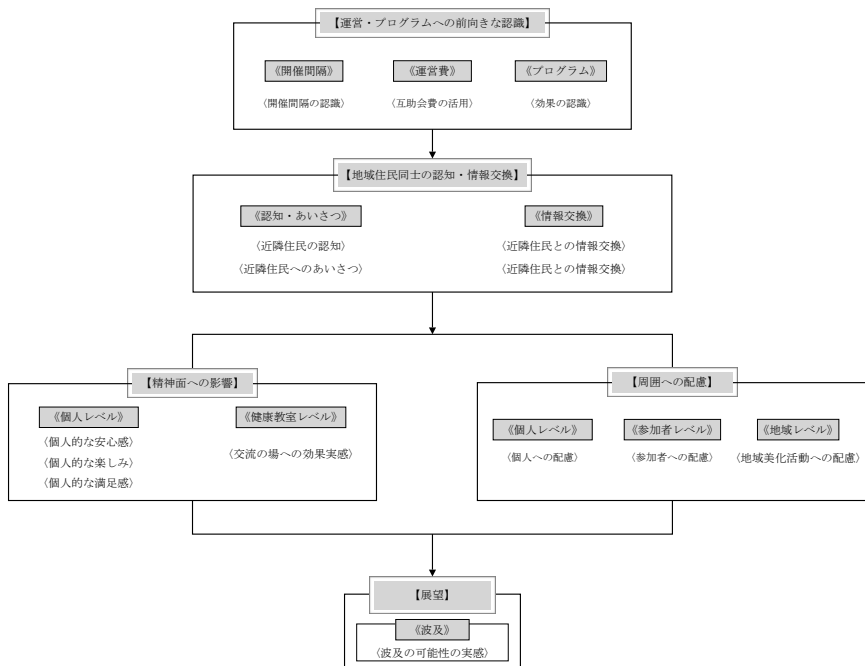 【運営・プログラムへの前向きな認識】
《開催間隔》
《運営費》
《プログラム》
〈開催間隔の認識〉
〈互助会費の活用〉
〈効果の認識〉
【地域住民同士の認知・情報交換】
《認知・あいさつ》
《情報交換》
〈近隣住民の認知〉
〈近隣住民との情報交換〉
〈近隣住民へのあいさつ〉
〈近隣住民との情報交換〉
【精神面への影響】
《個人レベル》
《健康教室レベル》
〈個人的な安心感〉
〈交流の場への効果実感〉
〈個人的な楽しみ〉
〈個人的な満足感〉
【周囲への配慮】
《個人レベル》
《参加者レベル》
《地域レベル》
〈個人への配慮〉
〈参加者への配慮〉
〈地域美化活動への配慮〉
【展望】
《波及》
〈波及の可能性の実感〉